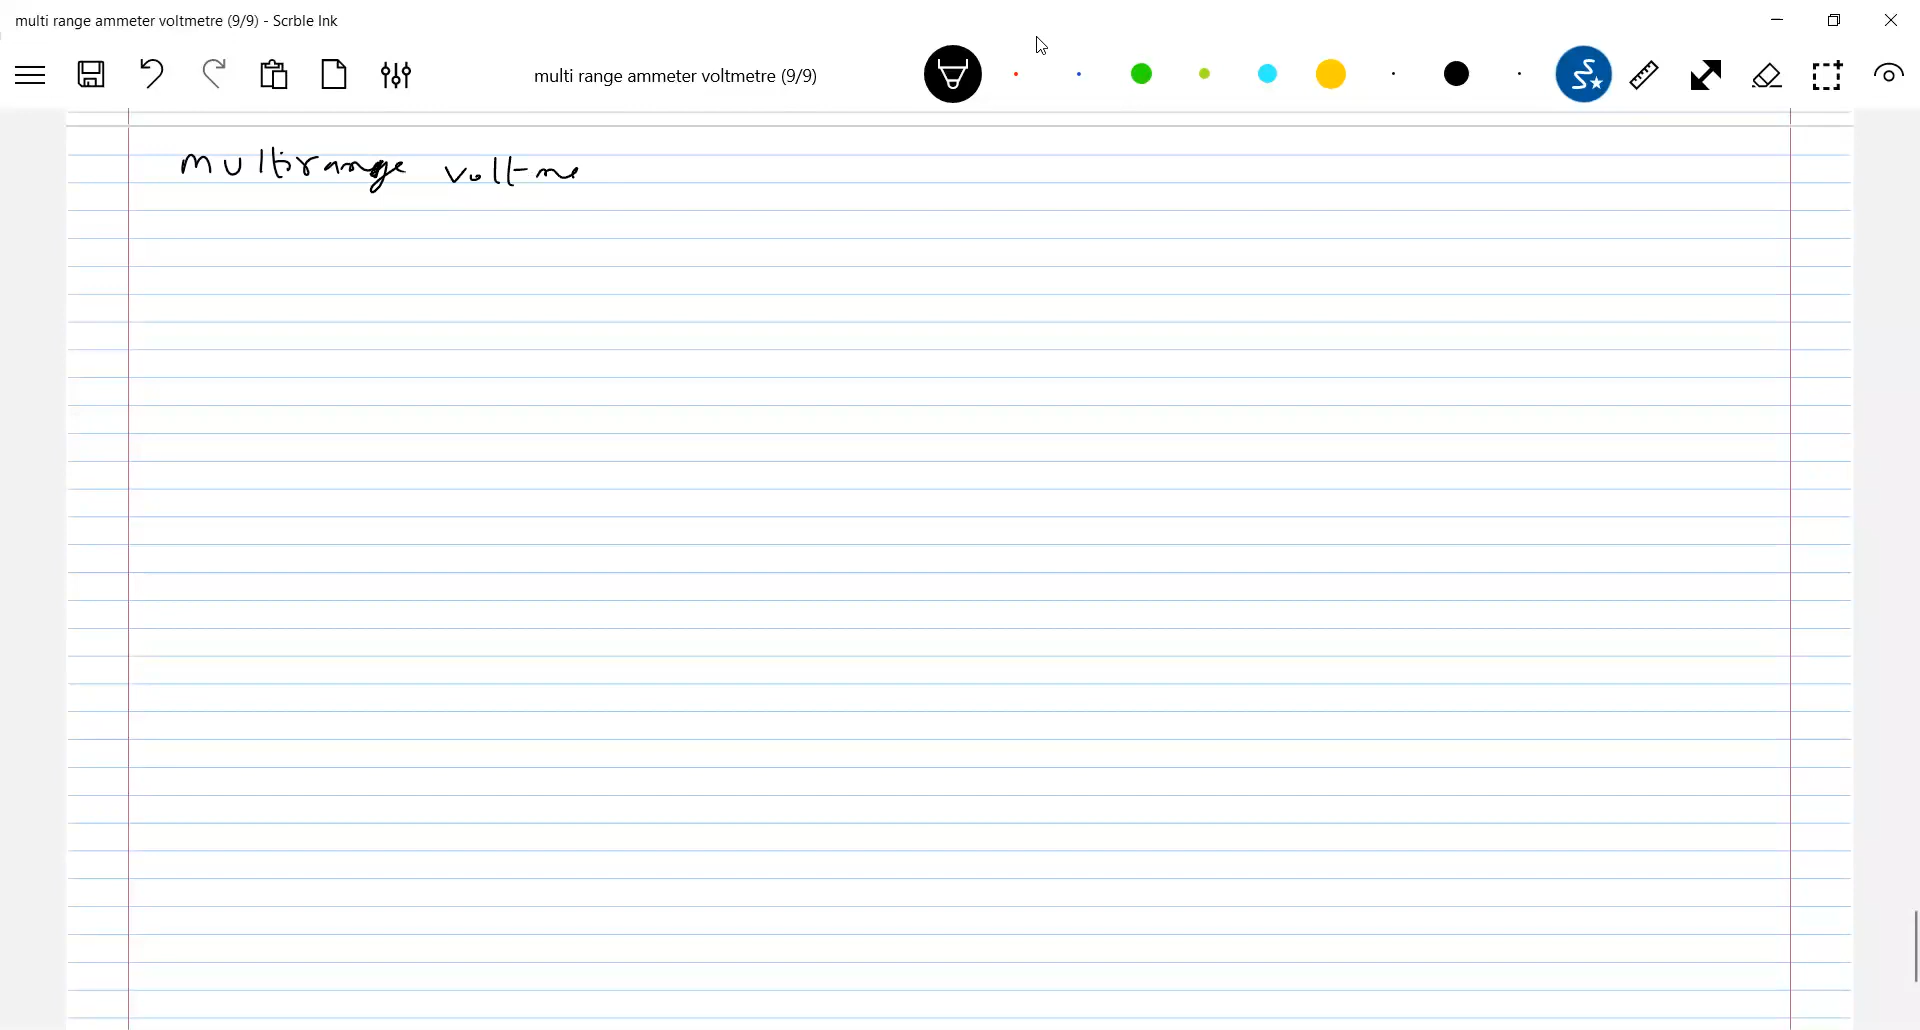 multi range ammeter voltmetre (9/9) - Scrble Ink
multi range ammeter voltmetre (9/9)
multirange voltme